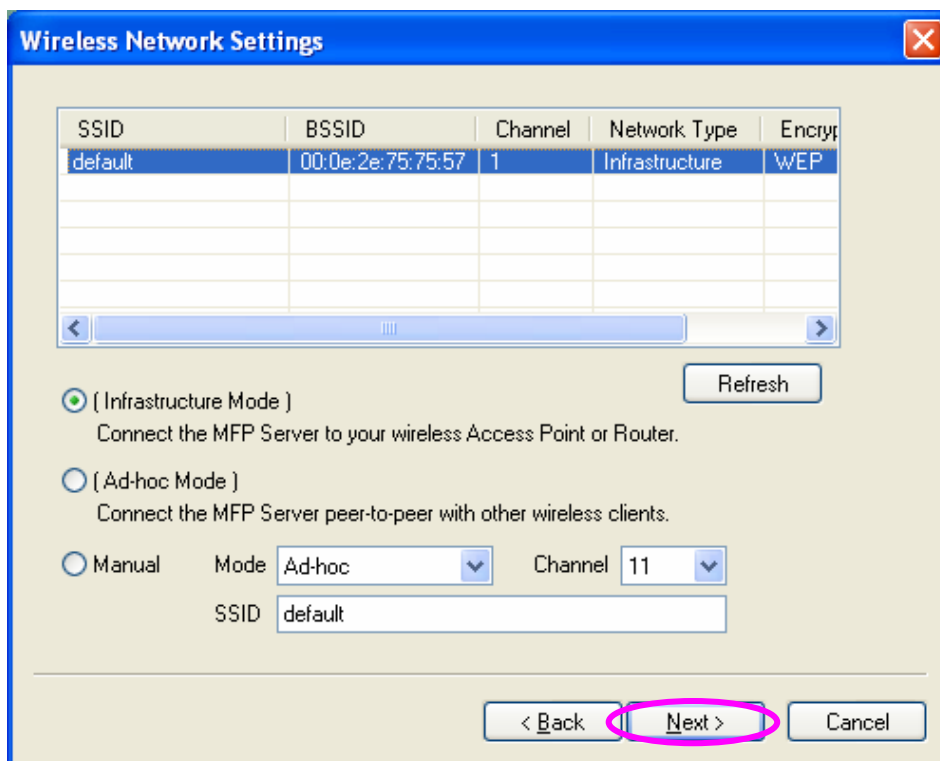 Wireless Network Settings
SSID BSSID Channel Network Type Encryp
default 00:0e:2e:75:75:57 1 Infrastructure WEP
Refresh
( Infrastructure Mode )
Connect the MFP Server to your wireless Access Point or Router.
( Ad-hoc Mode )
Connect the MFP Server peer-to-peer with other wireless clients.
Manual Mode Ad-hoc Channel 11
SSID default
< Back Next > Cancel